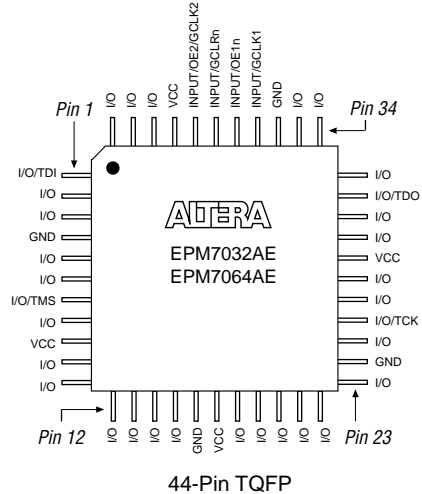 I/O
I/O
I/O
VCC
INPUT/OE2/GCLK2
INPUT/GCLRn
INPUT/OE1n
INPUT/GCLK1
GND
I/O
I/O
Pin 1
Pin 34
I/O/TDI
I/O
I/O
GND
I/O
I/O
I/O/TMS
I/O
VCC
I/O
I/O
ALTERA
EPM7032AE
EPM7064AE
I/O
I/O/TDO
I/O
I/O
VCC
I/O
I/O
I/O/TCK
I/O
GND
I/O
Pin 12
Pin 23
I/O
I/O
I/O
I/O
GND
VCC
I/O
I/O
I/O
I/O
I/O
44-Pin TQFP